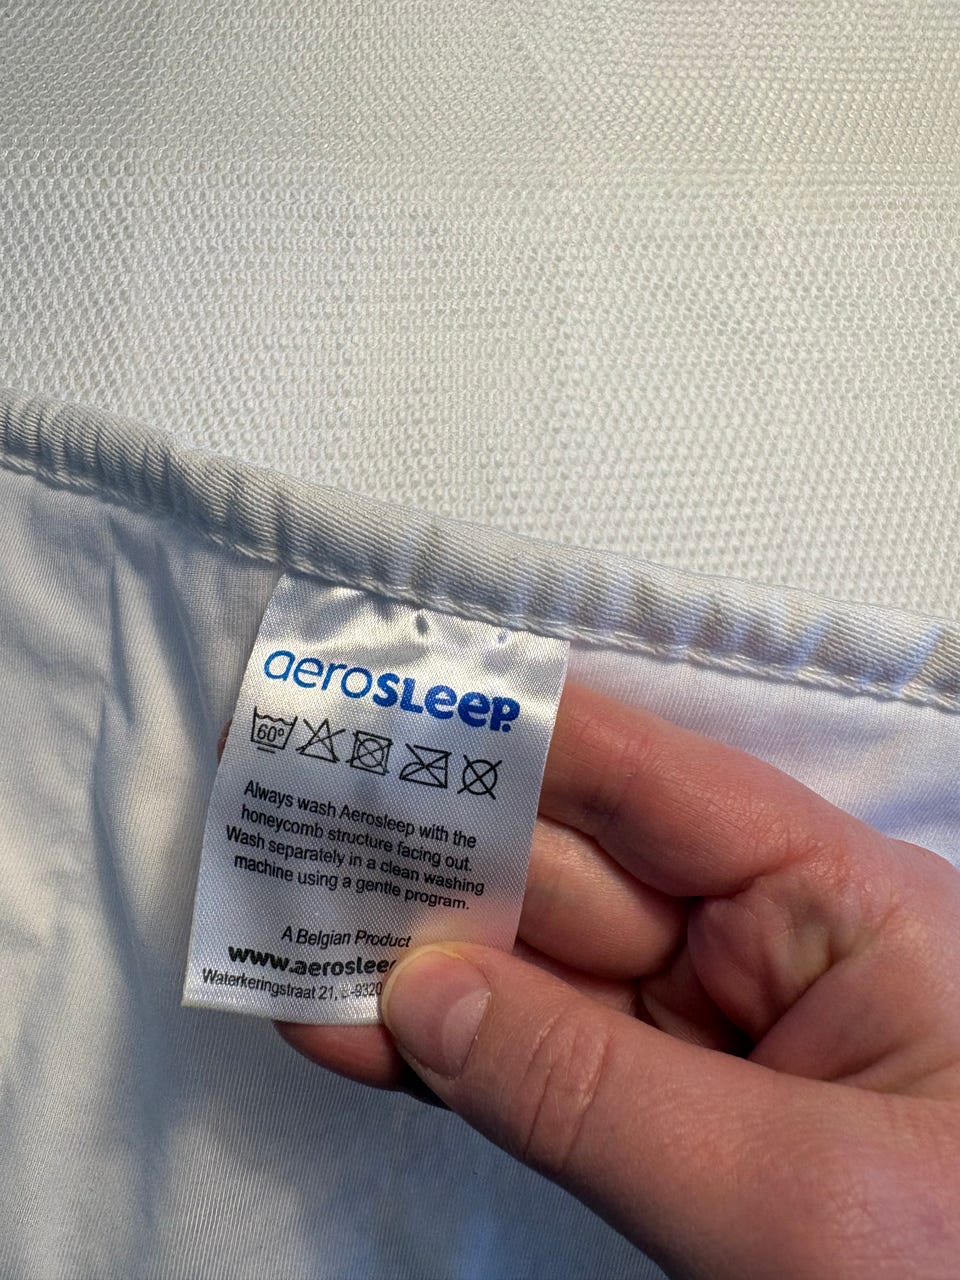 aerosleep
60°
Always wash Aerosleep with the
honeycomb structure facing out.
Wash separately in a clean washing
machine using a gentle program.
A Belgian Product
www.aerosleep
Waterkeringstraat 21, -9320